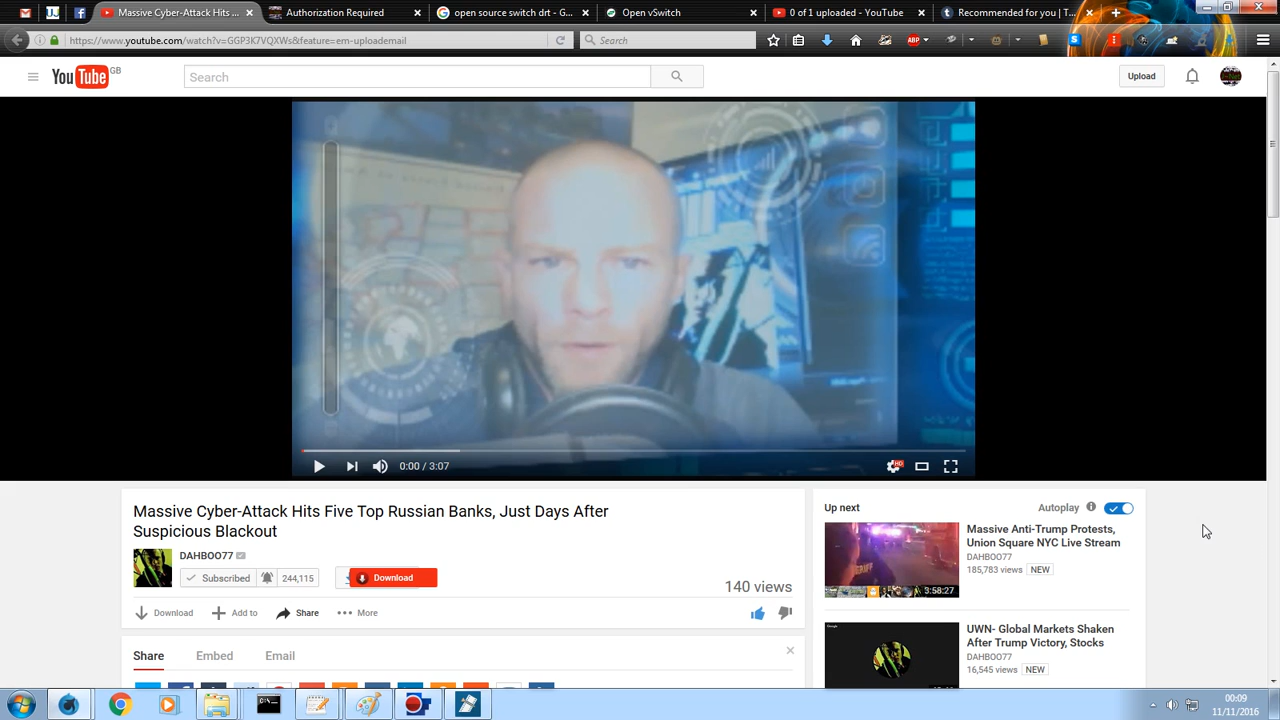 Massive Cyber-Attack Hits ...
Authorization Required
open source vswitch drt - G...
Open vSwitch
0 of 1 uploaded - YouTube
Recommended for you | T...
https://www.youtube.com/watch?v=GGP3K7VQXWs&feature=em-uploademail
Search
ABP
YouTube GB
Search
Upload
0:00 / 3:07
HD
Massive Cyber-Attack Hits Five Top Russian Banks, Just Days After
Suspicious Blackout
DAHBOO77
Subscribed
244,115
Download
140 views
Download
Add to
Share
More
Share
Embed
Email
Up next
Autoplay
Massive Anti-Trump Protests,
Union Square NYC Live Stream
DAHBOO77
185,783 views NEW
3:58:27
UWN- Global Markets Shaken
After Trump Victory, Stocks
DAHBOO77
16,545 views NEW
00:09
11/11/2016